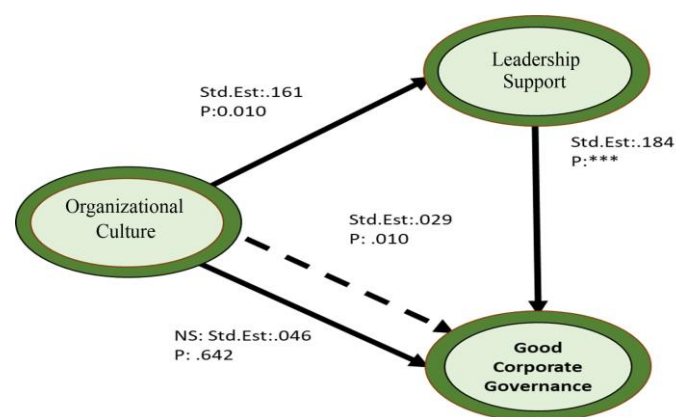 Leadership
Support
Std.Est:.161
P:0.010
Std.Est:.184
P:***
Organizational
Culture
Std.Est:.029
P: .010
NS: Std.Est:.046
P: .642
Good
Corporate
Governance